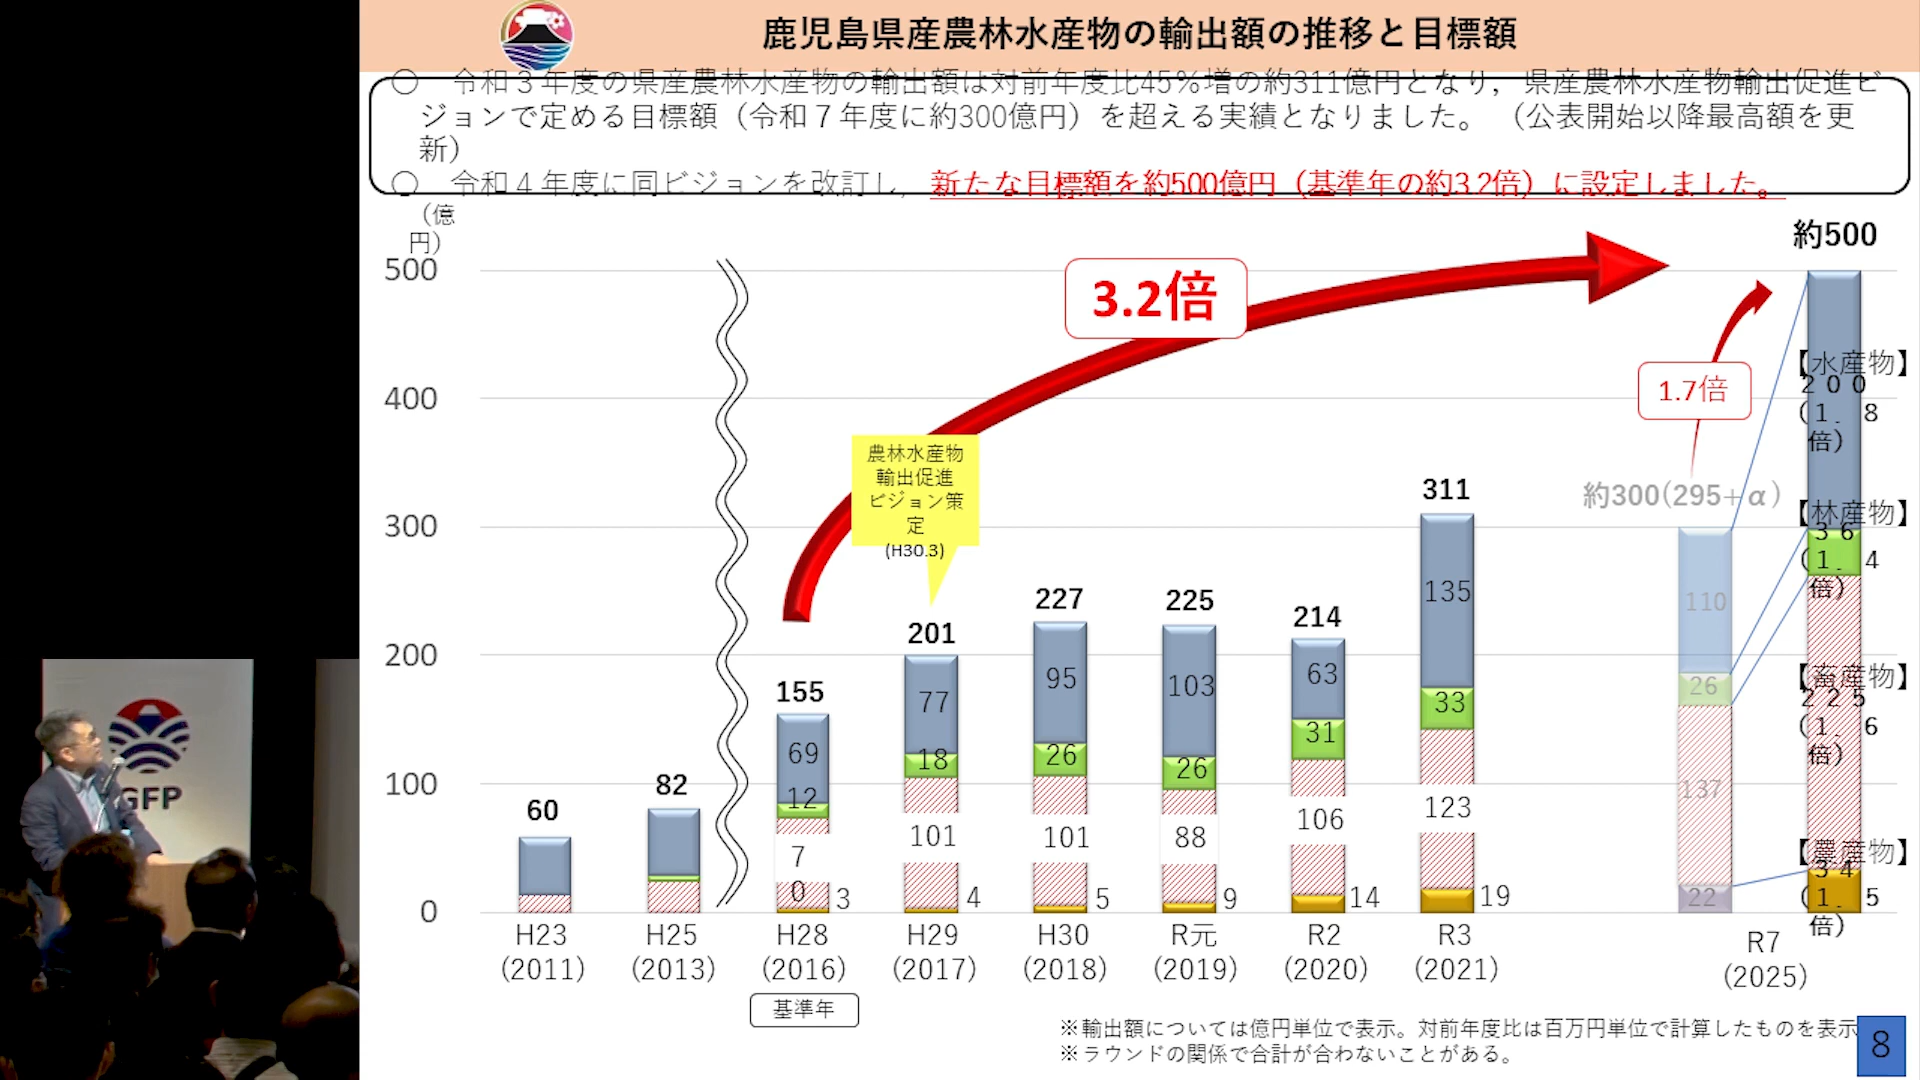 鹿児島県産農林水産物の輸出額の推移と目標額
○　令和３年度の県産農林水産物の輸出額は対前年度比45％増の約311億円となり，県産農林水産物輸出促進ビ
ジョンで定める目標額（令和７年度に約300億円）を超える実績となりました。（公表開始以降最高額を更
新）
○　令和４年度に同ビジョンを改訂し，新たな目標額を約500億円（基準年の約3.2倍）に設定しました。
（億
円）
500
400
300
200
100
0
3.2倍
1.7倍
農林水産物
輸出促進
ビジョン策
定
(H30.3)
60
82
155
69
12
7
0
3
201
77
18
101
4
227
95
26
101
5
225
103
26
88
9
214
63
31
106
14
311
135
33
123
19
約300(295+α)
110
26
137
22
約500
【水産物】
２００
（１．８
倍）
【林産物】
３６
（１．４
倍）
【畜産物】
２２５
（１．６
倍）
【農産物】
３４
（１．５
倍）
H23
(2011)
H25
(2013)
H28
(2016)
基準年
H29
(2017)
H30
(2018)
R元
(2019)
R2
(2020)
R3
(2021)
R7
(2025)
※輸出額については億円単位で表示。対前年度比は百万円単位で計算したものを表示
※ラウンドの関係で合計が合わないことがある。
8
GFP